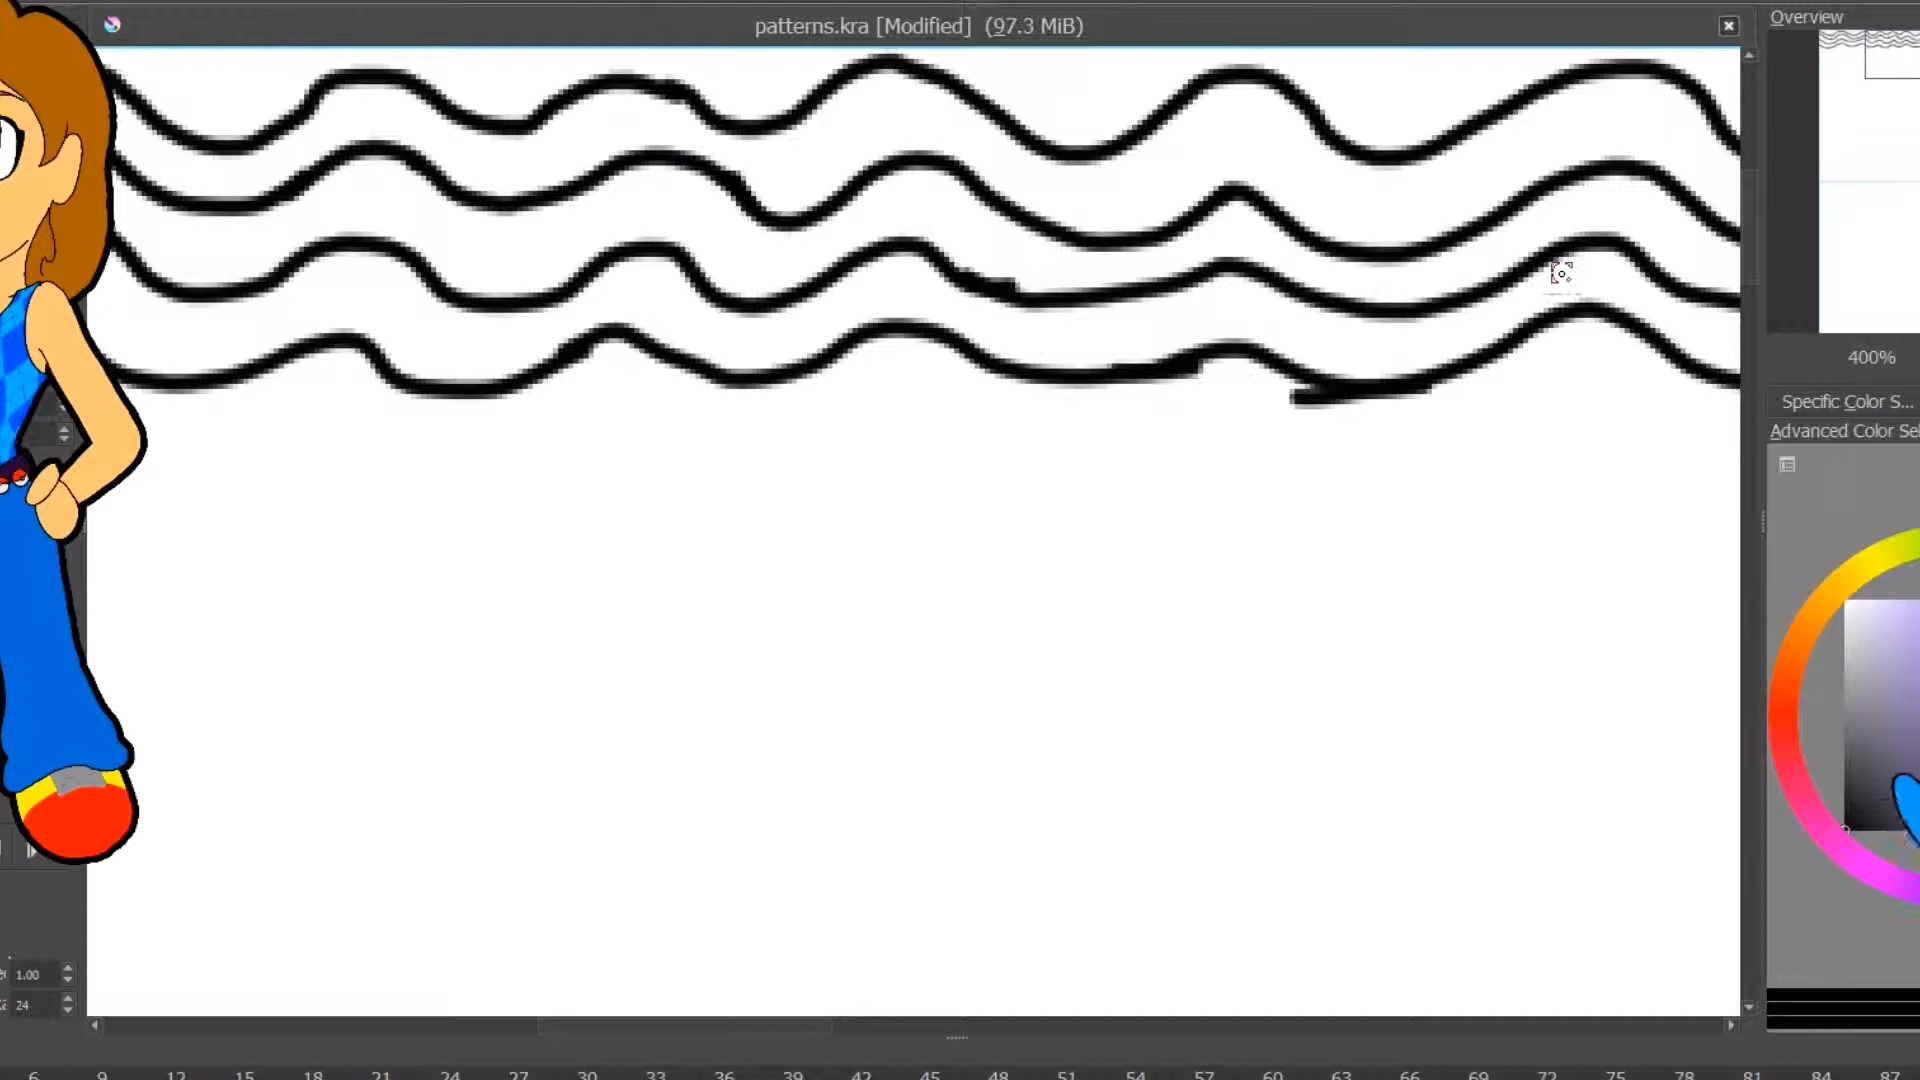 patterns.kra [Modified] (97.3 MiB)
Overview
400%
Specific Color S...
Advanced Color Sel
1.00
24
6 9 12 15 18 21 24 27 30 33 36 39 42 45 48 51 54 57 60 63 66 69 72 75 78 81 84 87